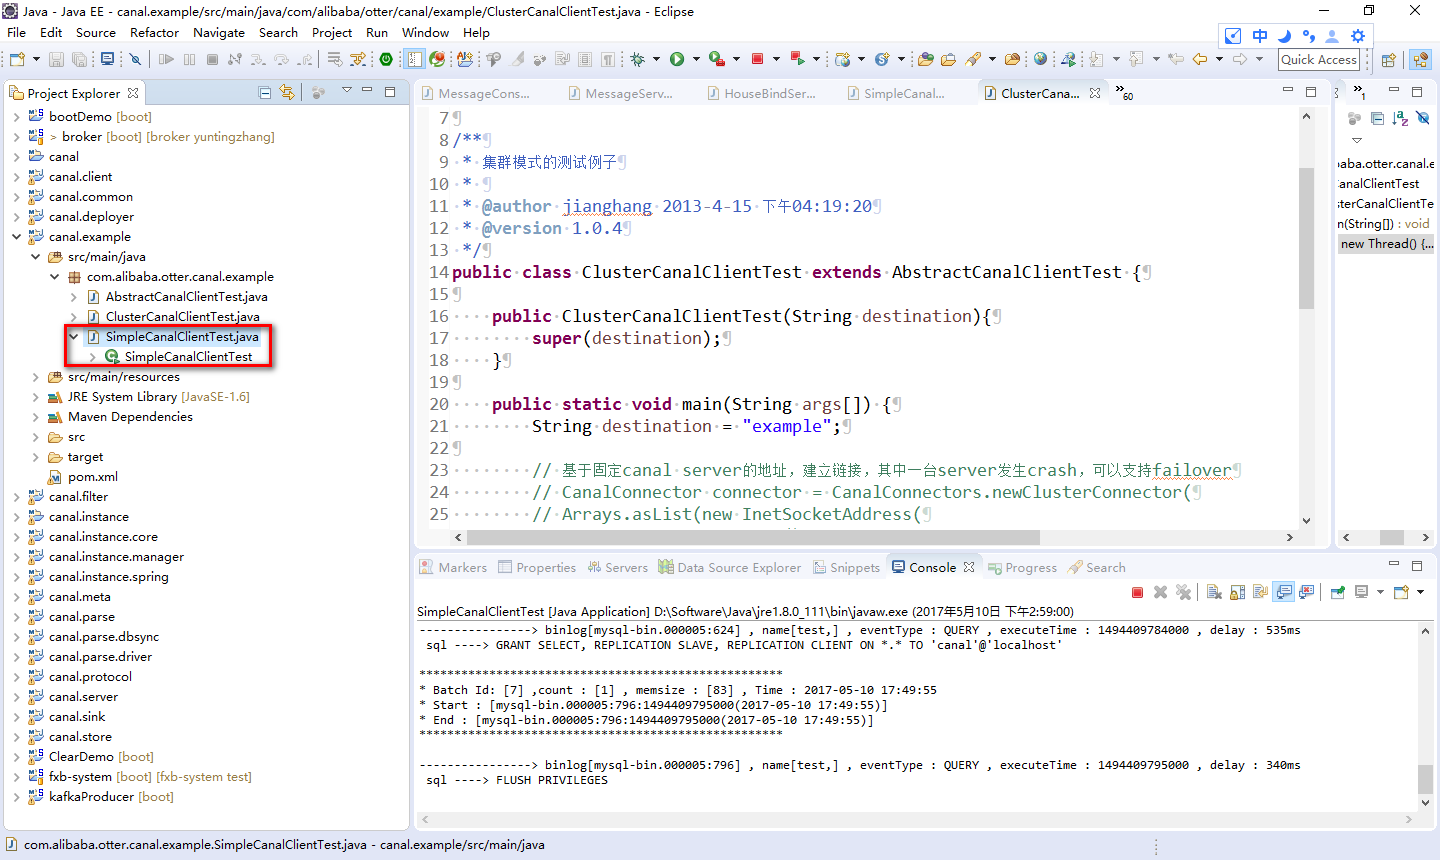 Java - Java EE - canal.example/src/main/java/com/alibaba/otter/canal/example/ClusterCanalClientTest.java - Eclipse
File Edit Source Refactor Navigate Search Project Run Window Help
中
Quick Access
Project Explorer
bootDemo [boot]
> broker [boot] [broker yuntingzhang]
canal
canal.client
canal.common
canal.deployer
canal.example
src/main/java
com.alibaba.otter.canal.example
AbstractCanalClientTest.java
ClusterCanalClientTest.java
SimpleCanalClientTest.java
SimpleCanalClientTest
src/main/resources
JRE System Library [JavaSE-1.6]
Maven Dependencies
src
target
pom.xml
canal.filter
canal.instance
canal.instance.core
canal.instance.manager
canal.instance.spring
canal.meta
canal.parse
canal.parse.dbsync
canal.parse.driver
canal.protocol
canal.server
canal.sink
canal.store
ClearDemo [boot]
fxb-system [boot] [fxb-system test]
kafkaProducer [boot]
MessageCons... MessageServ... HouseBindSer... SimpleCanal... ClusterCana... »60
7¶
8 /**¶
9 ·*·集群模式的测试例子¶
10 ·*·¶
11 ·*·@author·jianghang·2013-4-15·下午04:19:20¶
12 ·*·@version·1.0.4¶
13 ·*/¶
14 public·class·ClusterCanalClientTest·extends·AbstractCanalClientTest·{¶
15 ¶
16 ····public·ClusterCanalClientTest(String·destination){¶
17 ········super(destination);¶
18 ····}¶
19 ¶
20 ····public·static·void·main(String·args[])·{¶
21 ········String·destination·=·"example";¶
22 ¶
23 ········//·基于固定canal·server的地址，建立链接，其中一台server发生crash，可以支持failover¶
24 ········//·CanalConnector·connector·=·CanalConnectors.newClusterConnector(¶
25 ········//·Arrays.asList(new·InetSocketAddress(¶
»1
baba.otter.canal.e
CanalClientTest
sterCanalClientTe
n(String[]) : void
new Thread() {...
Markers Properties Servers Data Source Explorer Snippets Console Progress Search
SimpleCanalClientTest [Java Application] D:\Software\Java\jre1.8.0_111\bin\javaw.exe (2017年5月10日 下午2:59:00)
----------------> binlog[mysql-bin.000005:624] , name[test,] , eventType : QUERY , executeTime : 1494409784000 , delay : 535ms
sql ----> GRANT SELECT, REPLICATION SLAVE, REPLICATION CLIENT ON *.* TO 'canal'@'localhost'
****************************************************
* Batch Id: [7] ,count : [1] , memsize : [83] , Time : 2017-05-10 17:49:55
* Start : [mysql-bin.000005:796:1494409795000(2017-05-10 17:49:55)]
* End : [mysql-bin.000005:796:1494409795000(2017-05-10 17:49:55)]
****************************************************
----------------> binlog[mysql-bin.000005:796] , name[test,] , eventType : QUERY , executeTime : 1494409795000 , delay : 340ms
sql ----> FLUSH PRIVILEGES
com.alibaba.otter.canal.example.SimpleCanalClientTest.java - canal.example/src/main/java